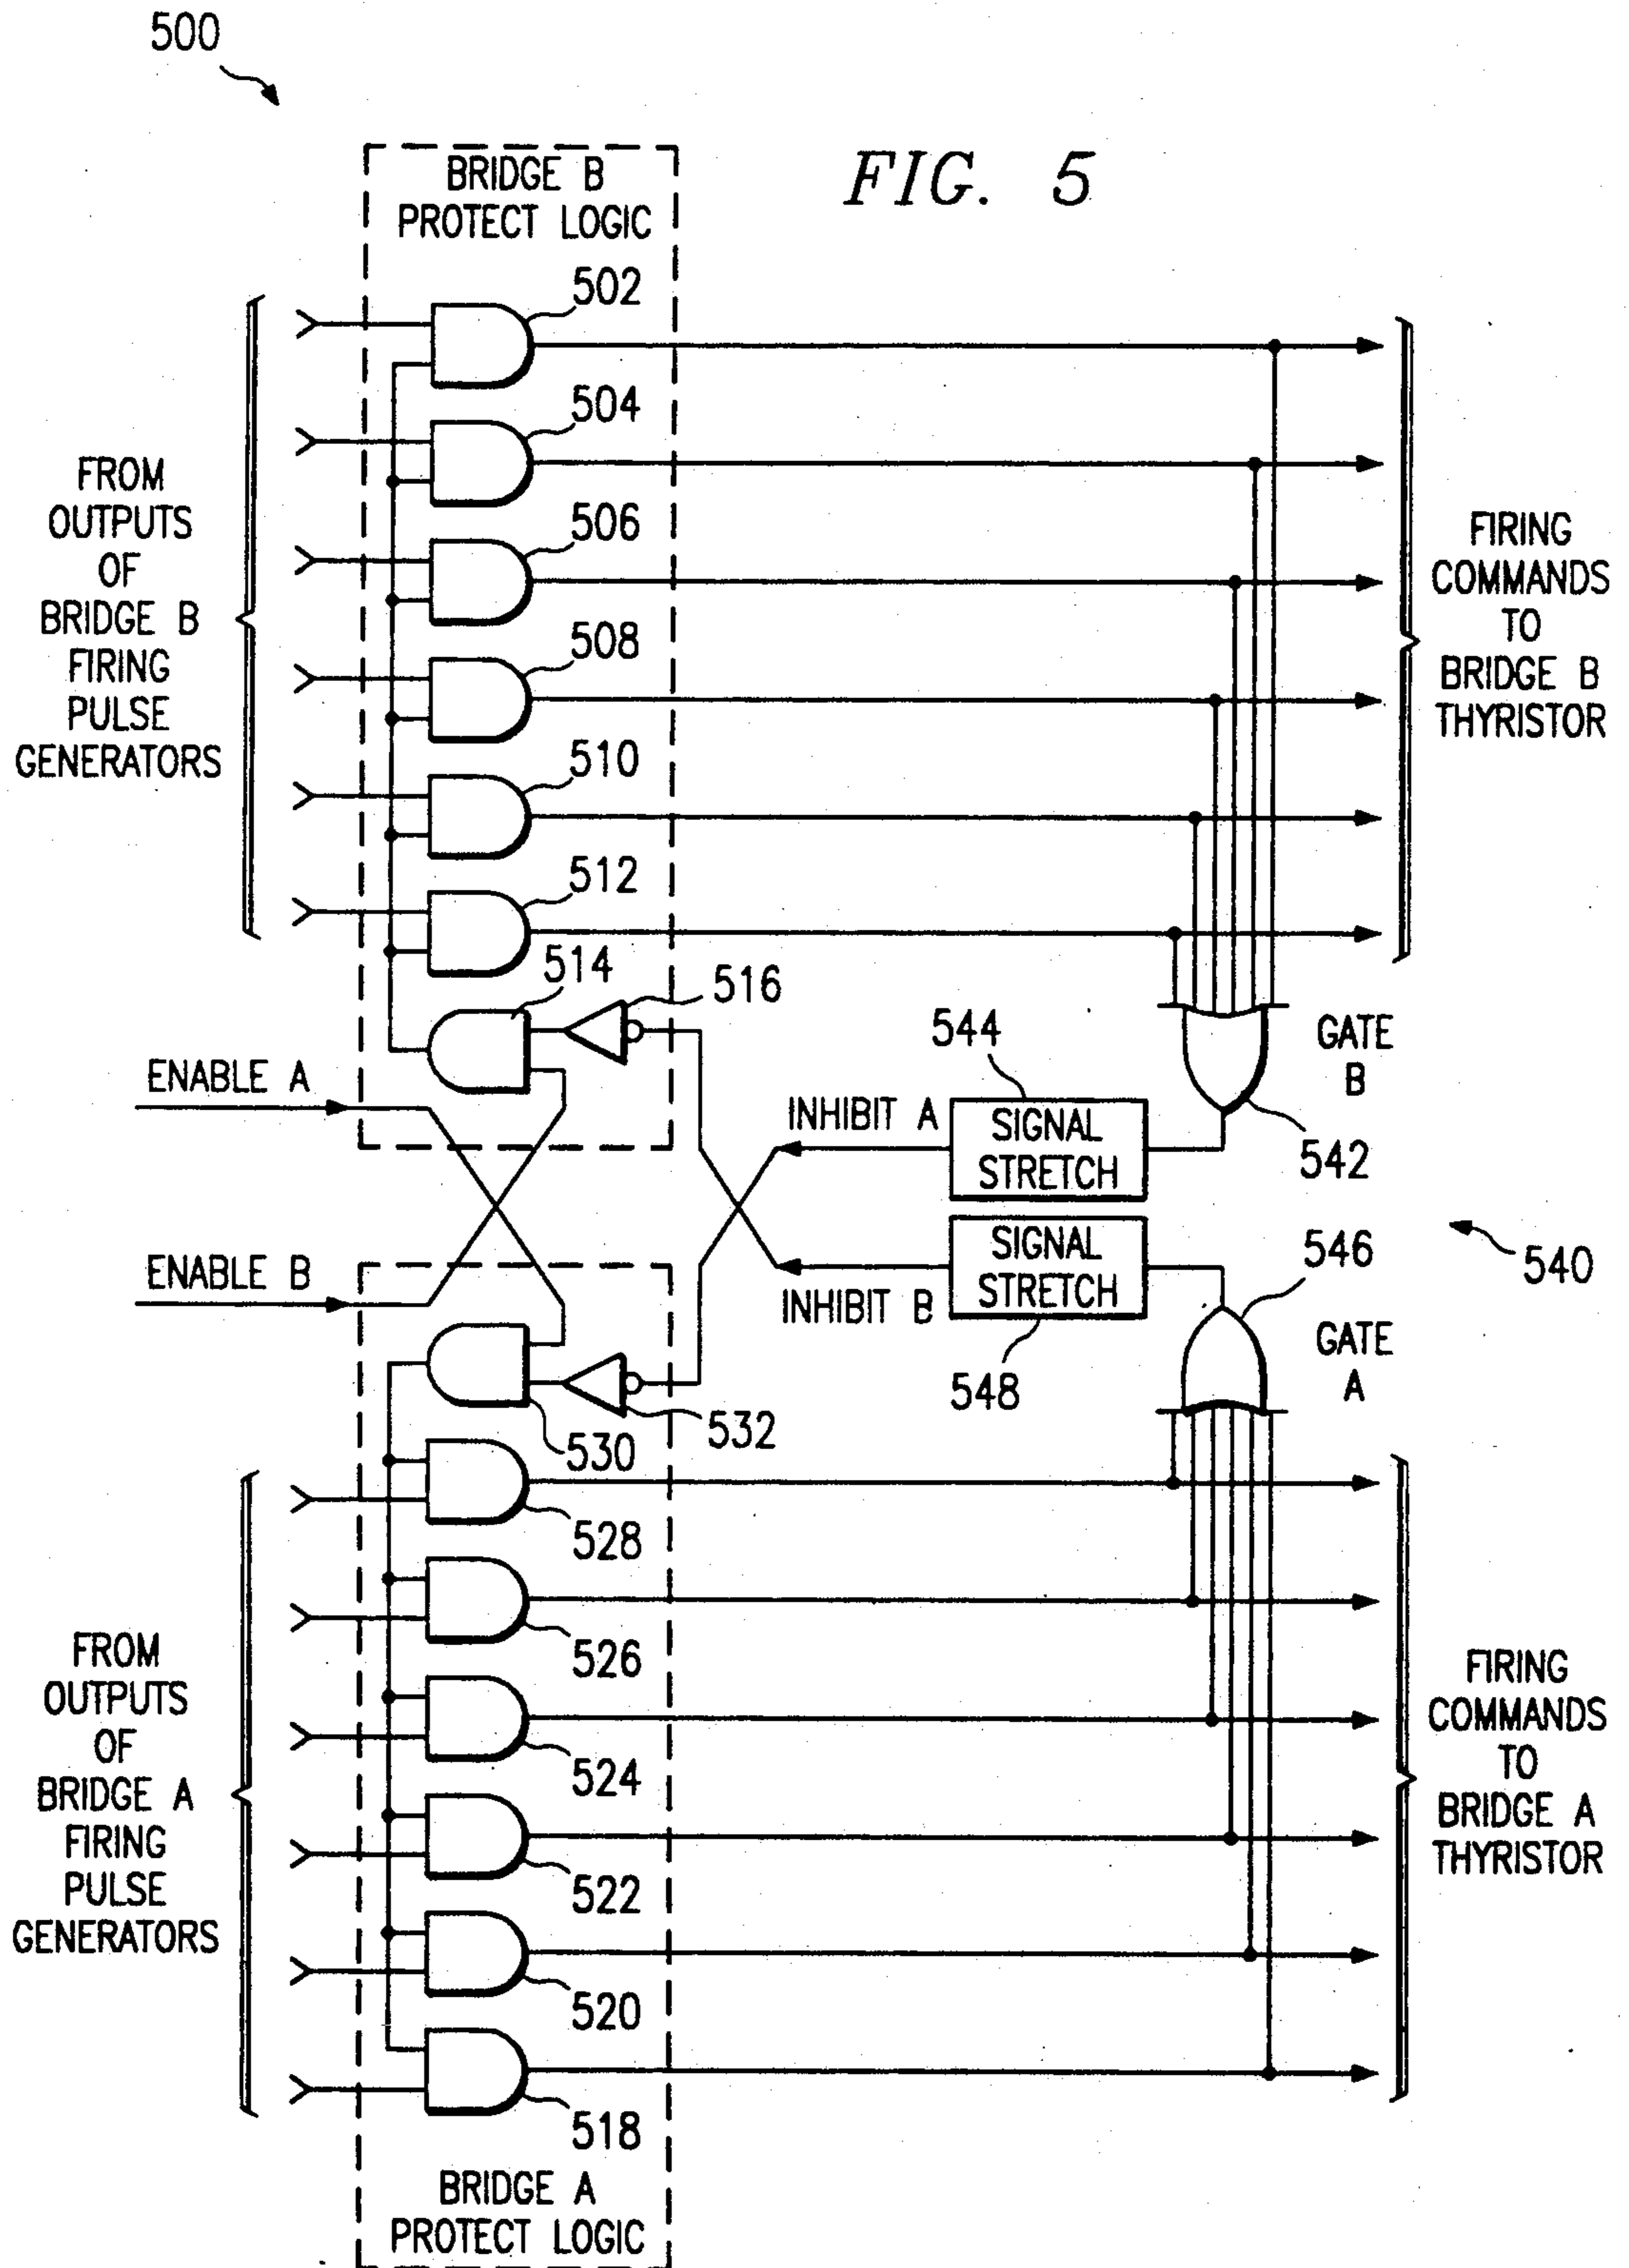 500
FIG. 5
BRIDGE B
PROTECT LOGIC
502
504
506
508
510
512
514
516
FROM
OUTPUTS
OF
BRIDGE B
FIRING
PULSE
GENERATORS
FIRING
COMMANDS
TO
BRIDGE B
THYRISTOR
ENABLE A
ENABLE B
INHIBIT A
INHIBIT B
544
SIGNAL
STRETCH
SIGNAL
STRETCH
548
GATE
B
542
540
546
GATE
A
532
530
528
526
524
522
520
518
FROM
OUTPUTS
OF
BRIDGE A
FIRING
PULSE
GENERATORS
FIRING
COMMANDS
TO
BRIDGE A
THYRISTOR
BRIDGE A
PROTECT LOGIC